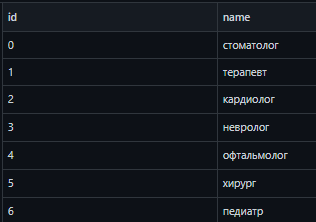 id name
0 стоматолог
1 терапевт
2 кардиолог
3 невролог
4 офтальмолог
5 хирург
6 педиатр